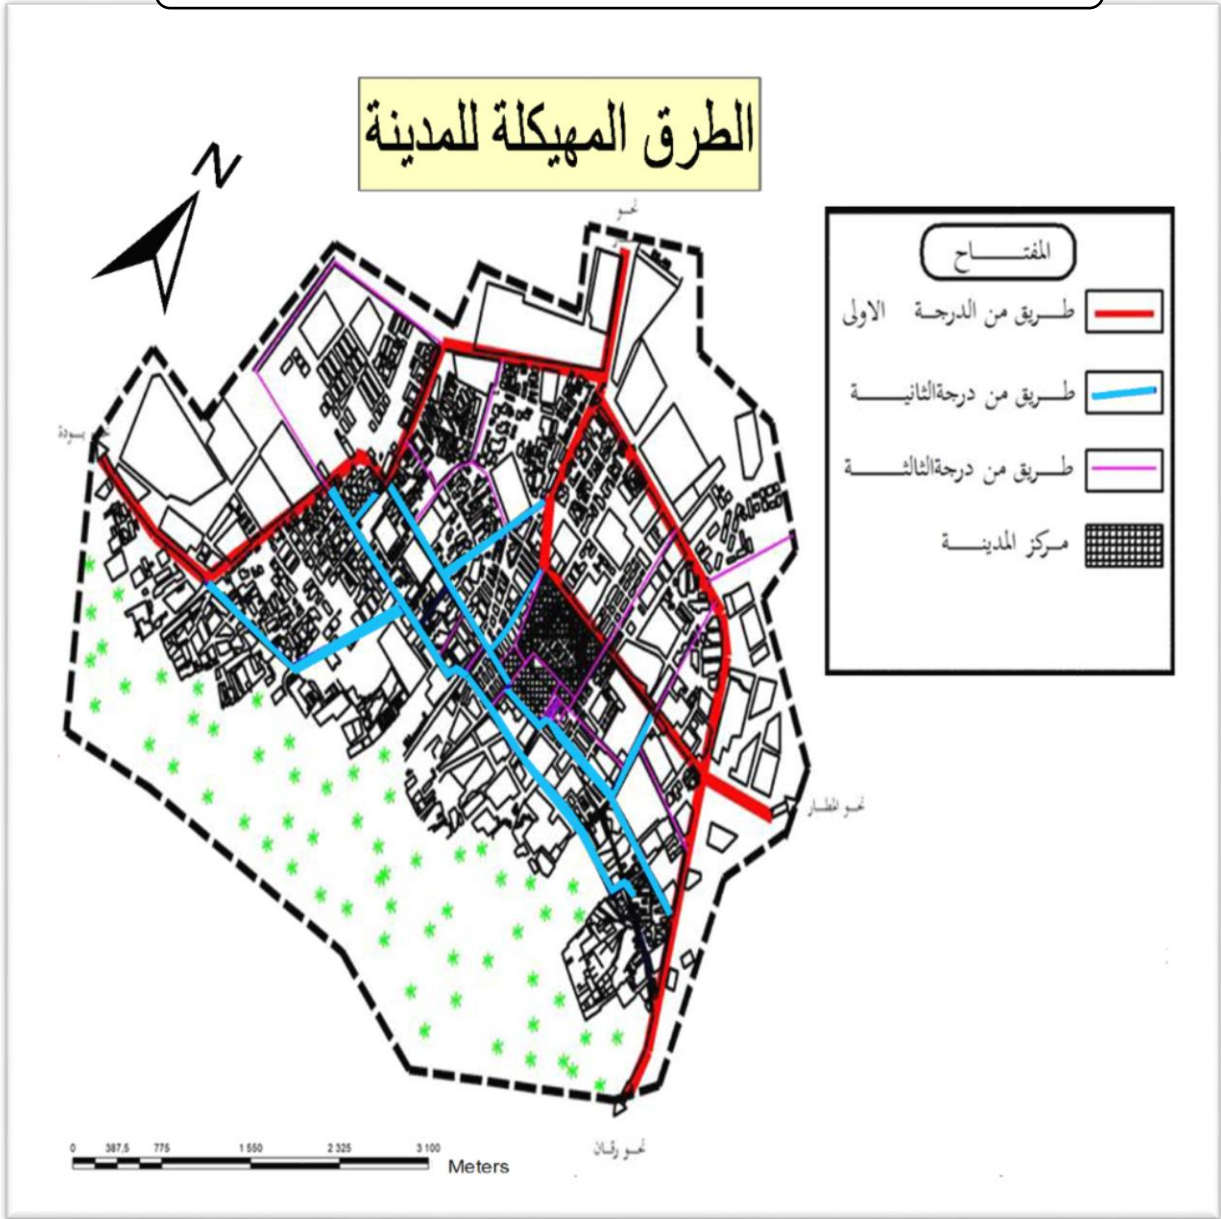 الطرق المهيكلة للمدينة
N
نحو
المفتاح
طريق من الدرجة الاولى
طريق من درجةالثانية
طريق من درجةالثالثة
مركز المدينة
بودة
نحو المطار
نحو رقان
0 387,5 775 1 550 2 325 3 100
Meters